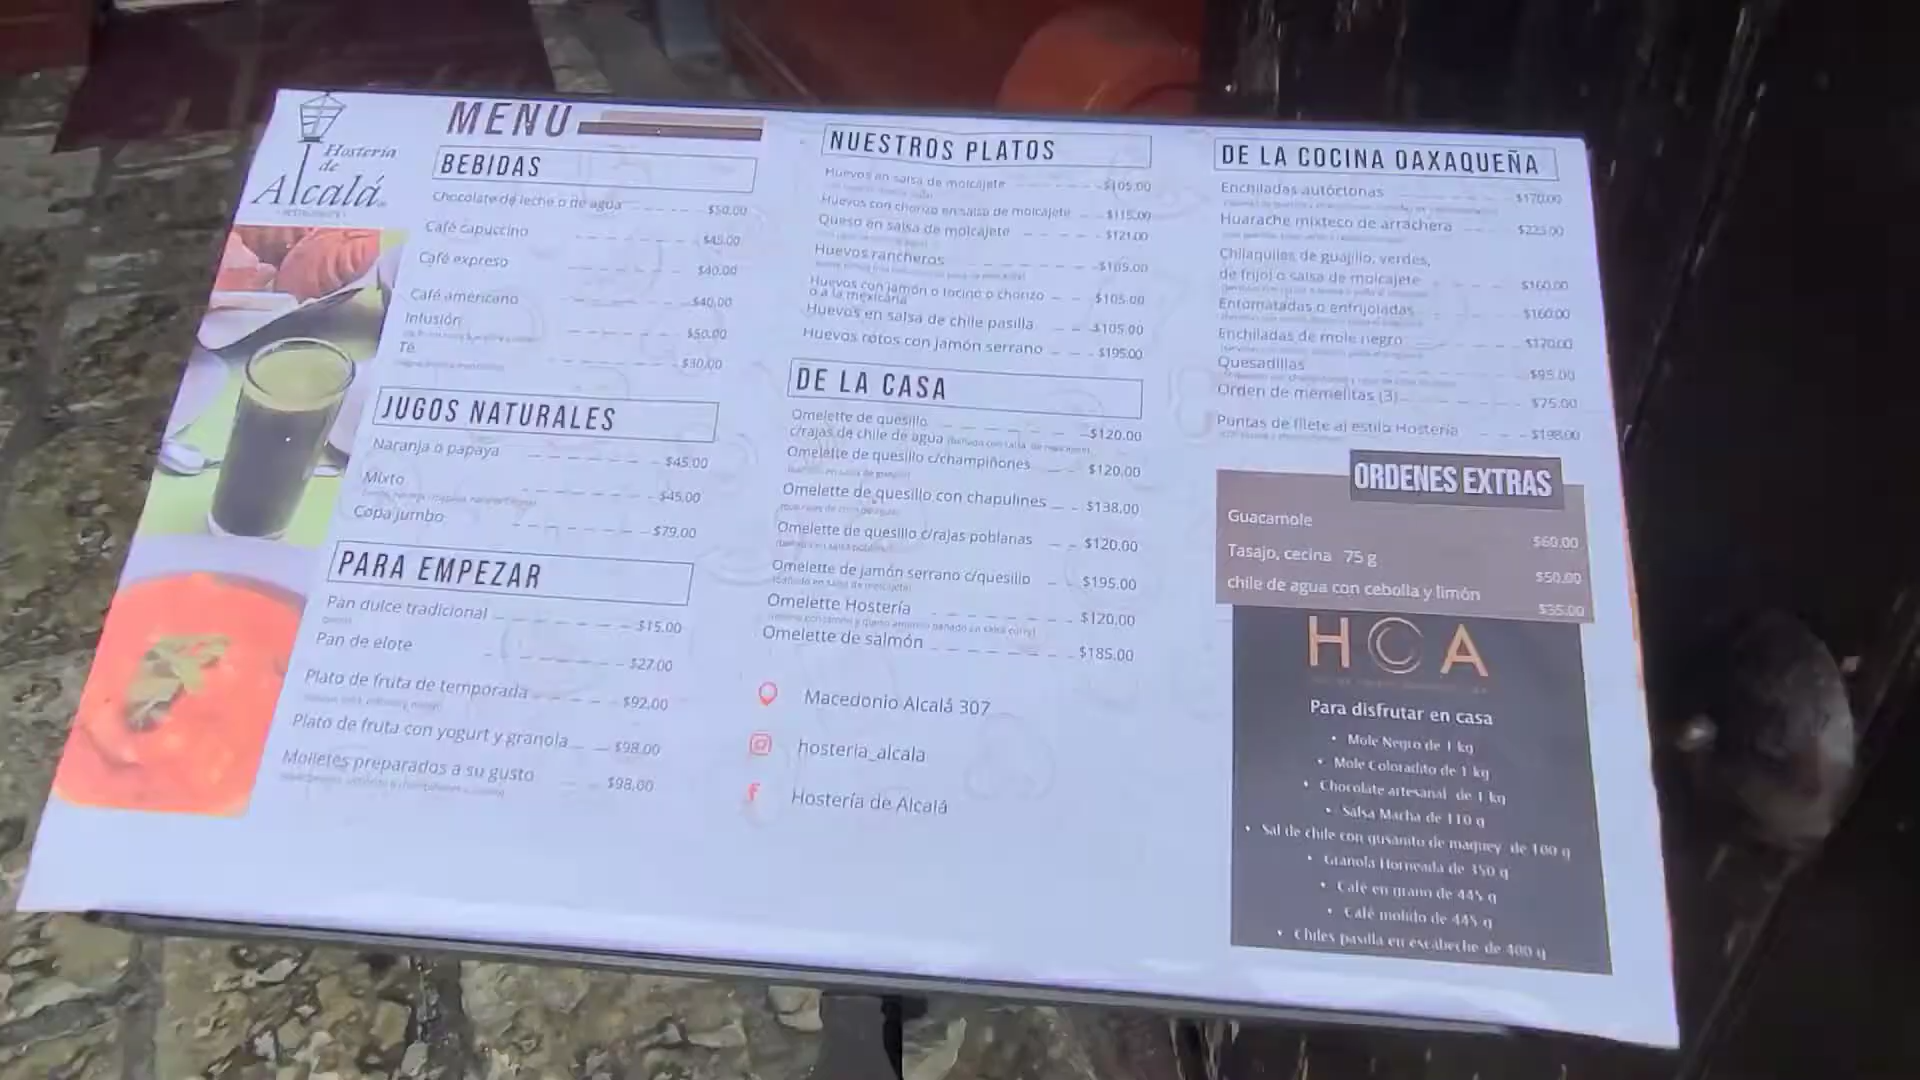 Hostería
de
Alcalá
RESTAURANTE
MENU
BEBIDAS
Chocolate de leche o de agua $50.00
Café capuccino $45.00
Café expreso $40.00
Café americano $40.00
Infusión $50.00
Té $30.00
JUGOS NATURALES
Naranja o papaya $45.00
Mixto $45.00
Copa jumbo $79.00
PARA EMPEZAR
Pan dulce tradicional $15.00
Pan de elote $27.00
Plato de fruta de temporada $92.00
Plato de fruta con yogurt y granola $98.00
Molletes preparados a su gusto $98.00
NUESTROS PLATOS
Huevos en salsa de molcajete $105.00
Huevos con chorizo en salsa de molcajete $115.00
Queso en salsa de molcajete $121.00
Huevos rancheros $105.00
Huevos con jamón o tocino o chorizo $105.00
o a la mexicana
Huevos en salsa de chile pasilla $105.00
Huevos rotos con jamón serrano $195.00
DE LA CASA
Omelette de quesillo
c/rajas de chile de agua (bañado con salsa de molcajete) $120.00
Omelette de quesillo c/champiñones $120.00
Omelette de quesillo con chapulines $138.00
Omelette de quesillo c/rajas poblanas $120.00
(bañado en salsa poblana)
Omelette de jamón serrano c/quesillo $195.00
(bañado en salsa de molcajete)
Omelette Hostería $120.00
Omelette de salmón $185.00
Macedonio Alcalá 307
hosteria_alcala
Hostería de Alcalá
DE LA COCINA OAXAQUEÑA
Enchiladas autóctonas $170.00
Huarache mixteco de arrachera $225.00
Chilaquiles de guajillo, verdes,
de frijol o salsa de molcajete $160.00
Entomatadas o enfrijoladas $160.00
Enchiladas de mole negro $170.00
Quesadillas $95.00
Orden de memelitas (3) $75.00
Puntas de filete al estilo Hostería $198.00
ORDENES EXTRAS
Guacamole $60.00
Tasajo, cecina 75 g $50.00
chile de agua con cebolla y limón $35.00
HCA
Para disfrutar en casa
• Mole Negro de 1 kg
• Mole Coloradito de 1 kg
• Chocolate artesanal de 1 kg
• Salsa Macha de 110 g
• Sal de chile con gusanito de maguey de 100 g
• Granola Horneada de 350 g
• Café en grano de 445 g
• Café molido de 445 g
• Chiles pasilla en escabeche de 400 g